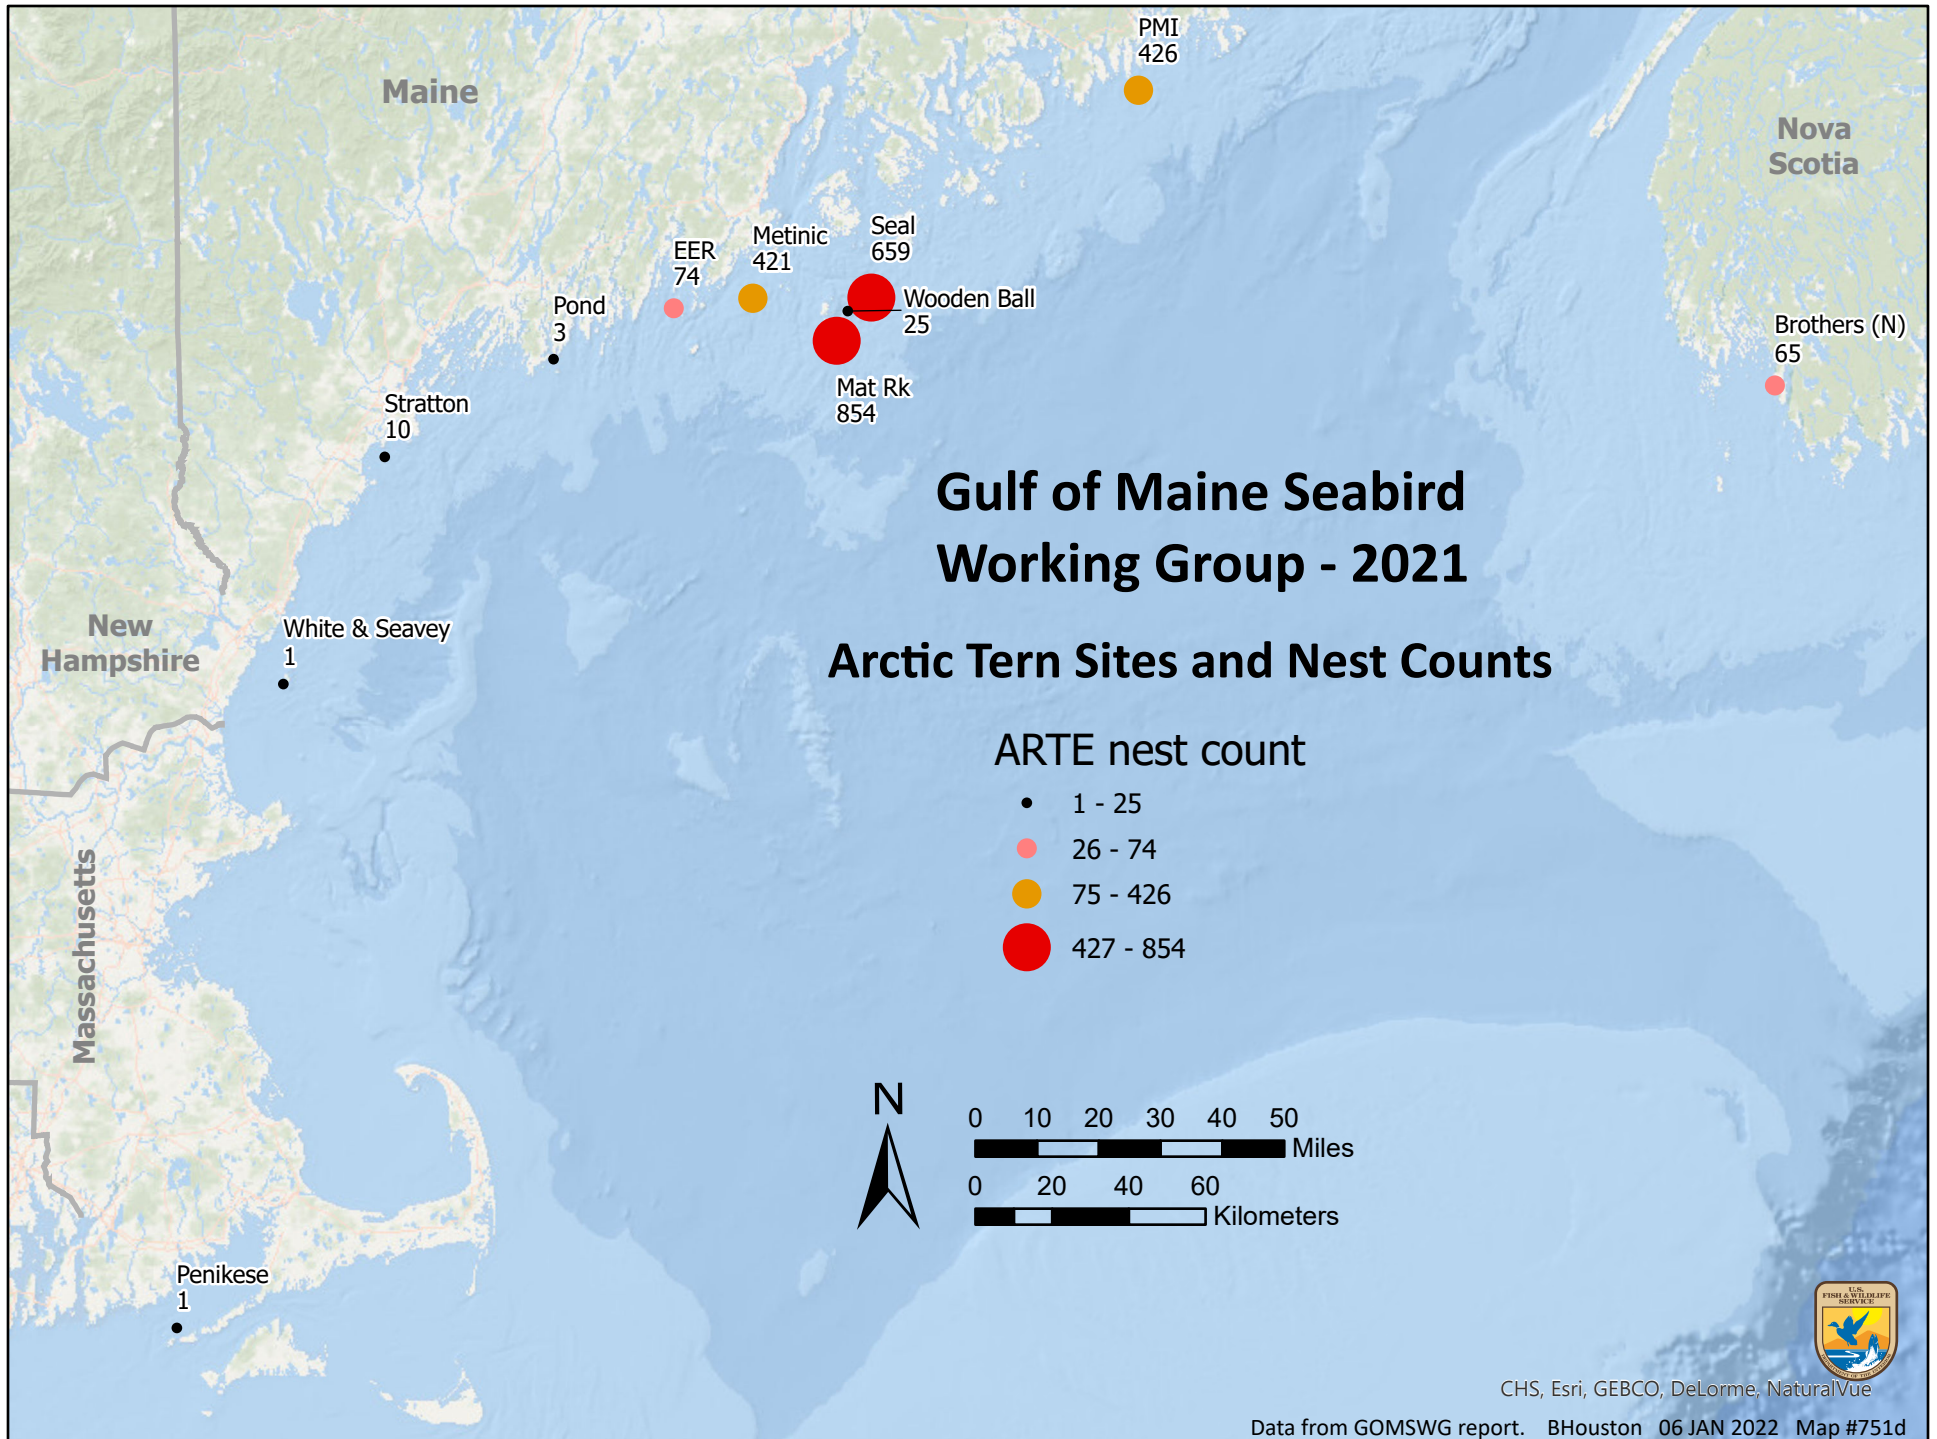 PMI
426
Maine
Nova
Scotia
Seal
659
Metinic
421
EER
74
Wooden Ball
25
Pond
3
Brothers (N)
65
Mat Rk
854
Stratton
10
Gulf of Maine Seabird
Working Group - 2021
New
Hampshire
White & Seavey
1
Arctic Tern Sites and Nest Counts
ARTE nest count
1 - 25
26 - 74
75 - 426
427 - 854
Massachusetts
N
0 10 20 30 40 50
Miles
0 20 40 60
Kilometers
Penikese
1
U.S.
FISH & WILDLIFE
SERVICE
CHS, Esri, GEBCO, DeLorme, NaturalVue
Data from GOMSWG report. BHouston 06 JAN 2022 Map #751d